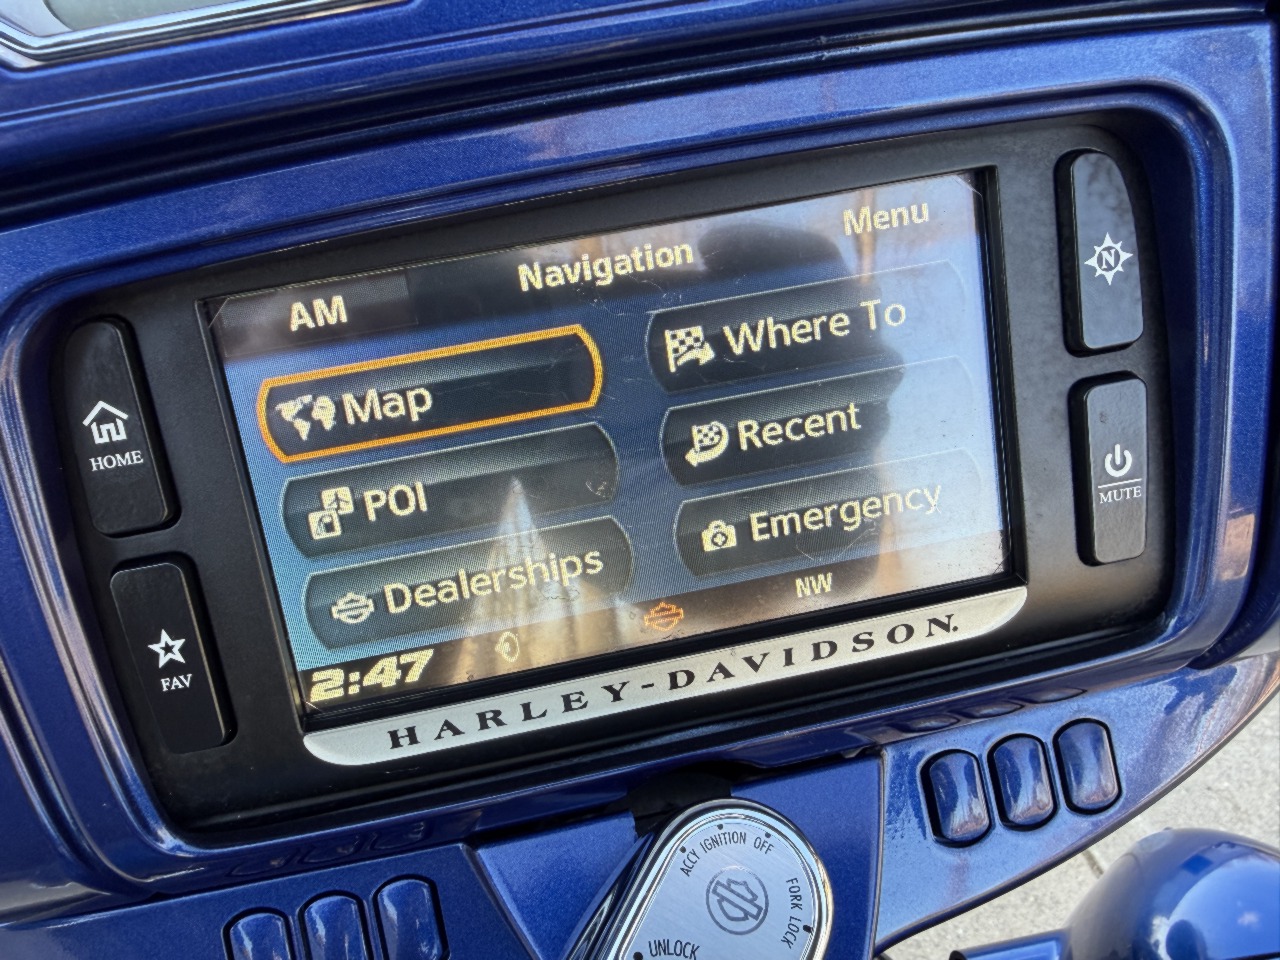 Menu
Navigation
AM
Map
Where To
POI
Recent
Dealerships
Emergency
2:47
NW
HOME
FAV
N
MUTE
HARLEY-DAVIDSON.
ACCY IGNITION OFF
FORK LOCK
UNLOCK